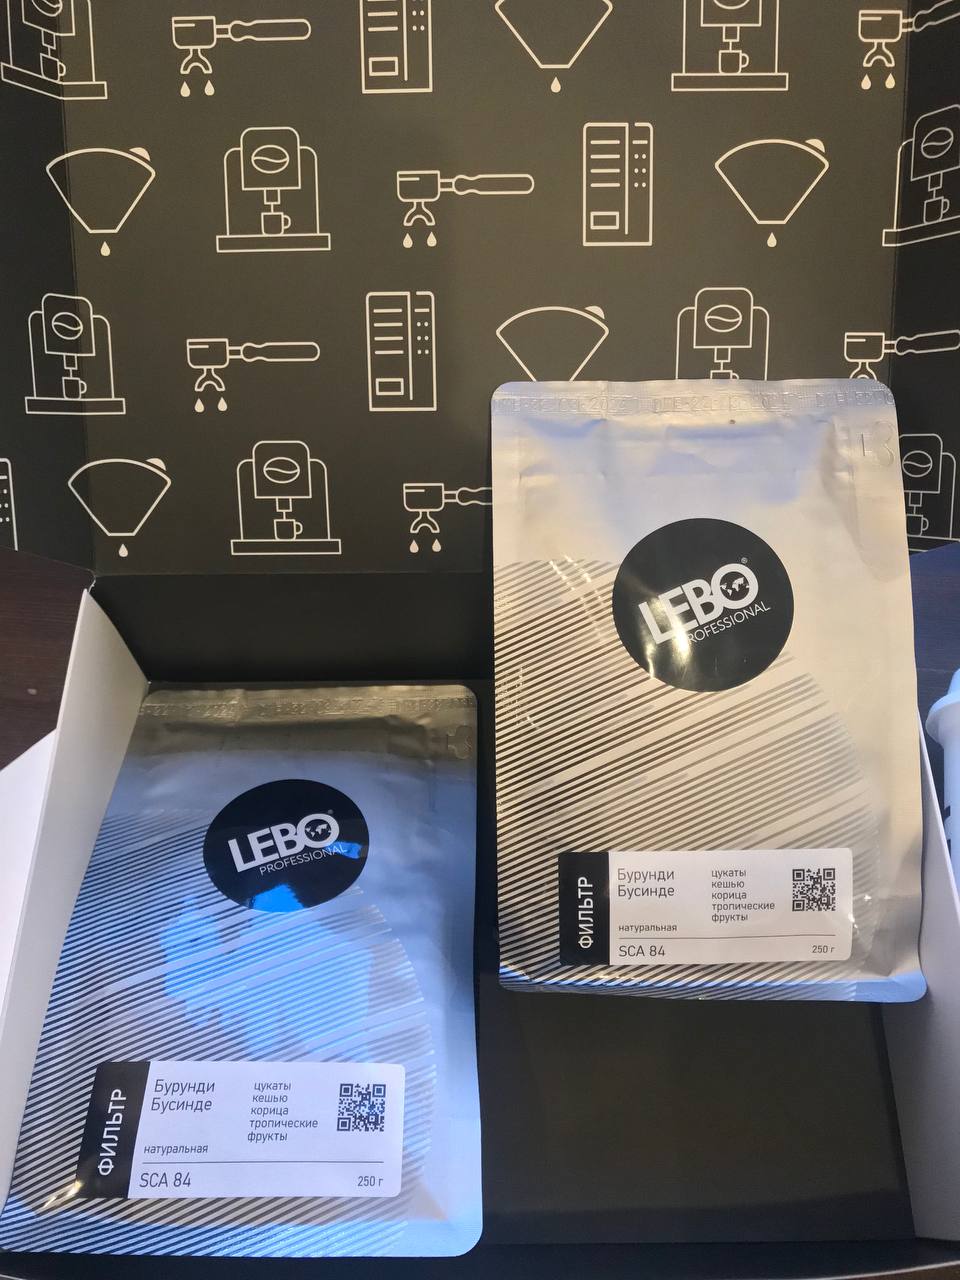 LEBO®
PROFESSIONAL
ФИЛЬТР
Бурунди
Бусинде
цукаты
кешью
корица
тропические
фрукты
натуральная
SCA 84
250 г
LEBO®
PROFESSIONAL
ФИЛЬТР
Бурунди
Бусинде
цукаты
кешью
корица
тропические
фрукты
натуральная
SCA 84
250 г